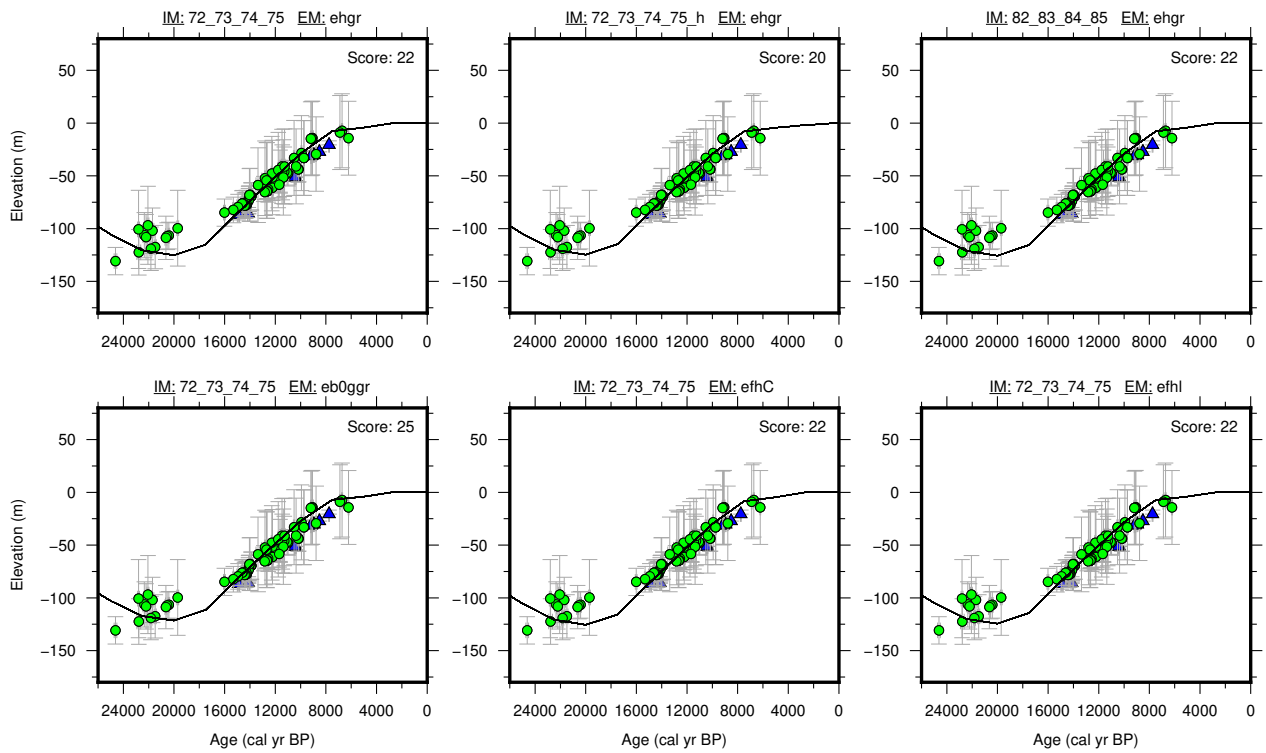 IM: 72_73_74_75 EM: ehgr
IM: 72_73_74_75_h EM: ehgr
IM: 82_83_84_85 EM: ehgr
Score: 22
Score: 20
Score: 22
50
0
−50
−100
−150
Elevation (m)
50
0
−50
−100
−150
50
0
−50
−100
−150
24000 20000 16000 12000 8000 4000 0
24000 20000 16000 12000 8000 4000 0
24000 20000 16000 12000 8000 4000 0
IM: 72_73_74_75 EM: eb0ggr
IM: 72_73_74_75 EM: efhC
IM: 72_73_74_75 EM: efhl
Score: 25
Score: 22
Score: 22
50
0
−50
−100
−150
Elevation (m)
50
0
−50
−100
−150
50
0
−50
−100
−150
24000 20000 16000 12000 8000 4000 0
24000 20000 16000 12000 8000 4000 0
24000 20000 16000 12000 8000 4000 0
Age (cal yr BP)
Age (cal yr BP)
Age (cal yr BP)